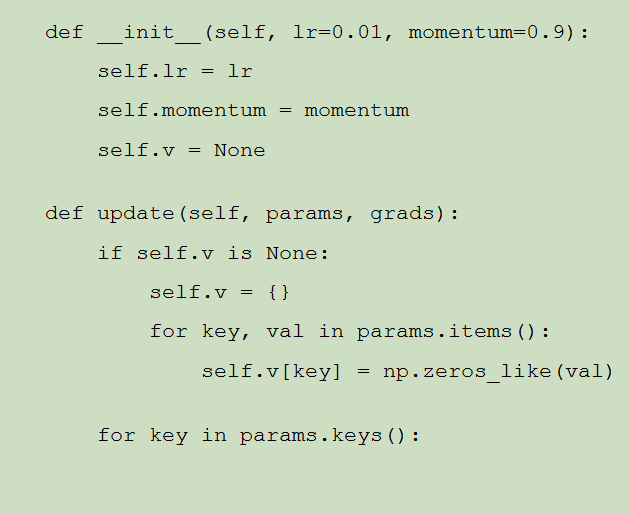 def __init__(self, lr=0.01, momentum=0.9):
self.lr = lr
self.momentum = momentum
self.v = None
def update(self, params, grads):
if self.v is None:
self.v = {}
for key, val in params.items():
self.v[key] = np.zeros_like(val)
for key in params.keys():